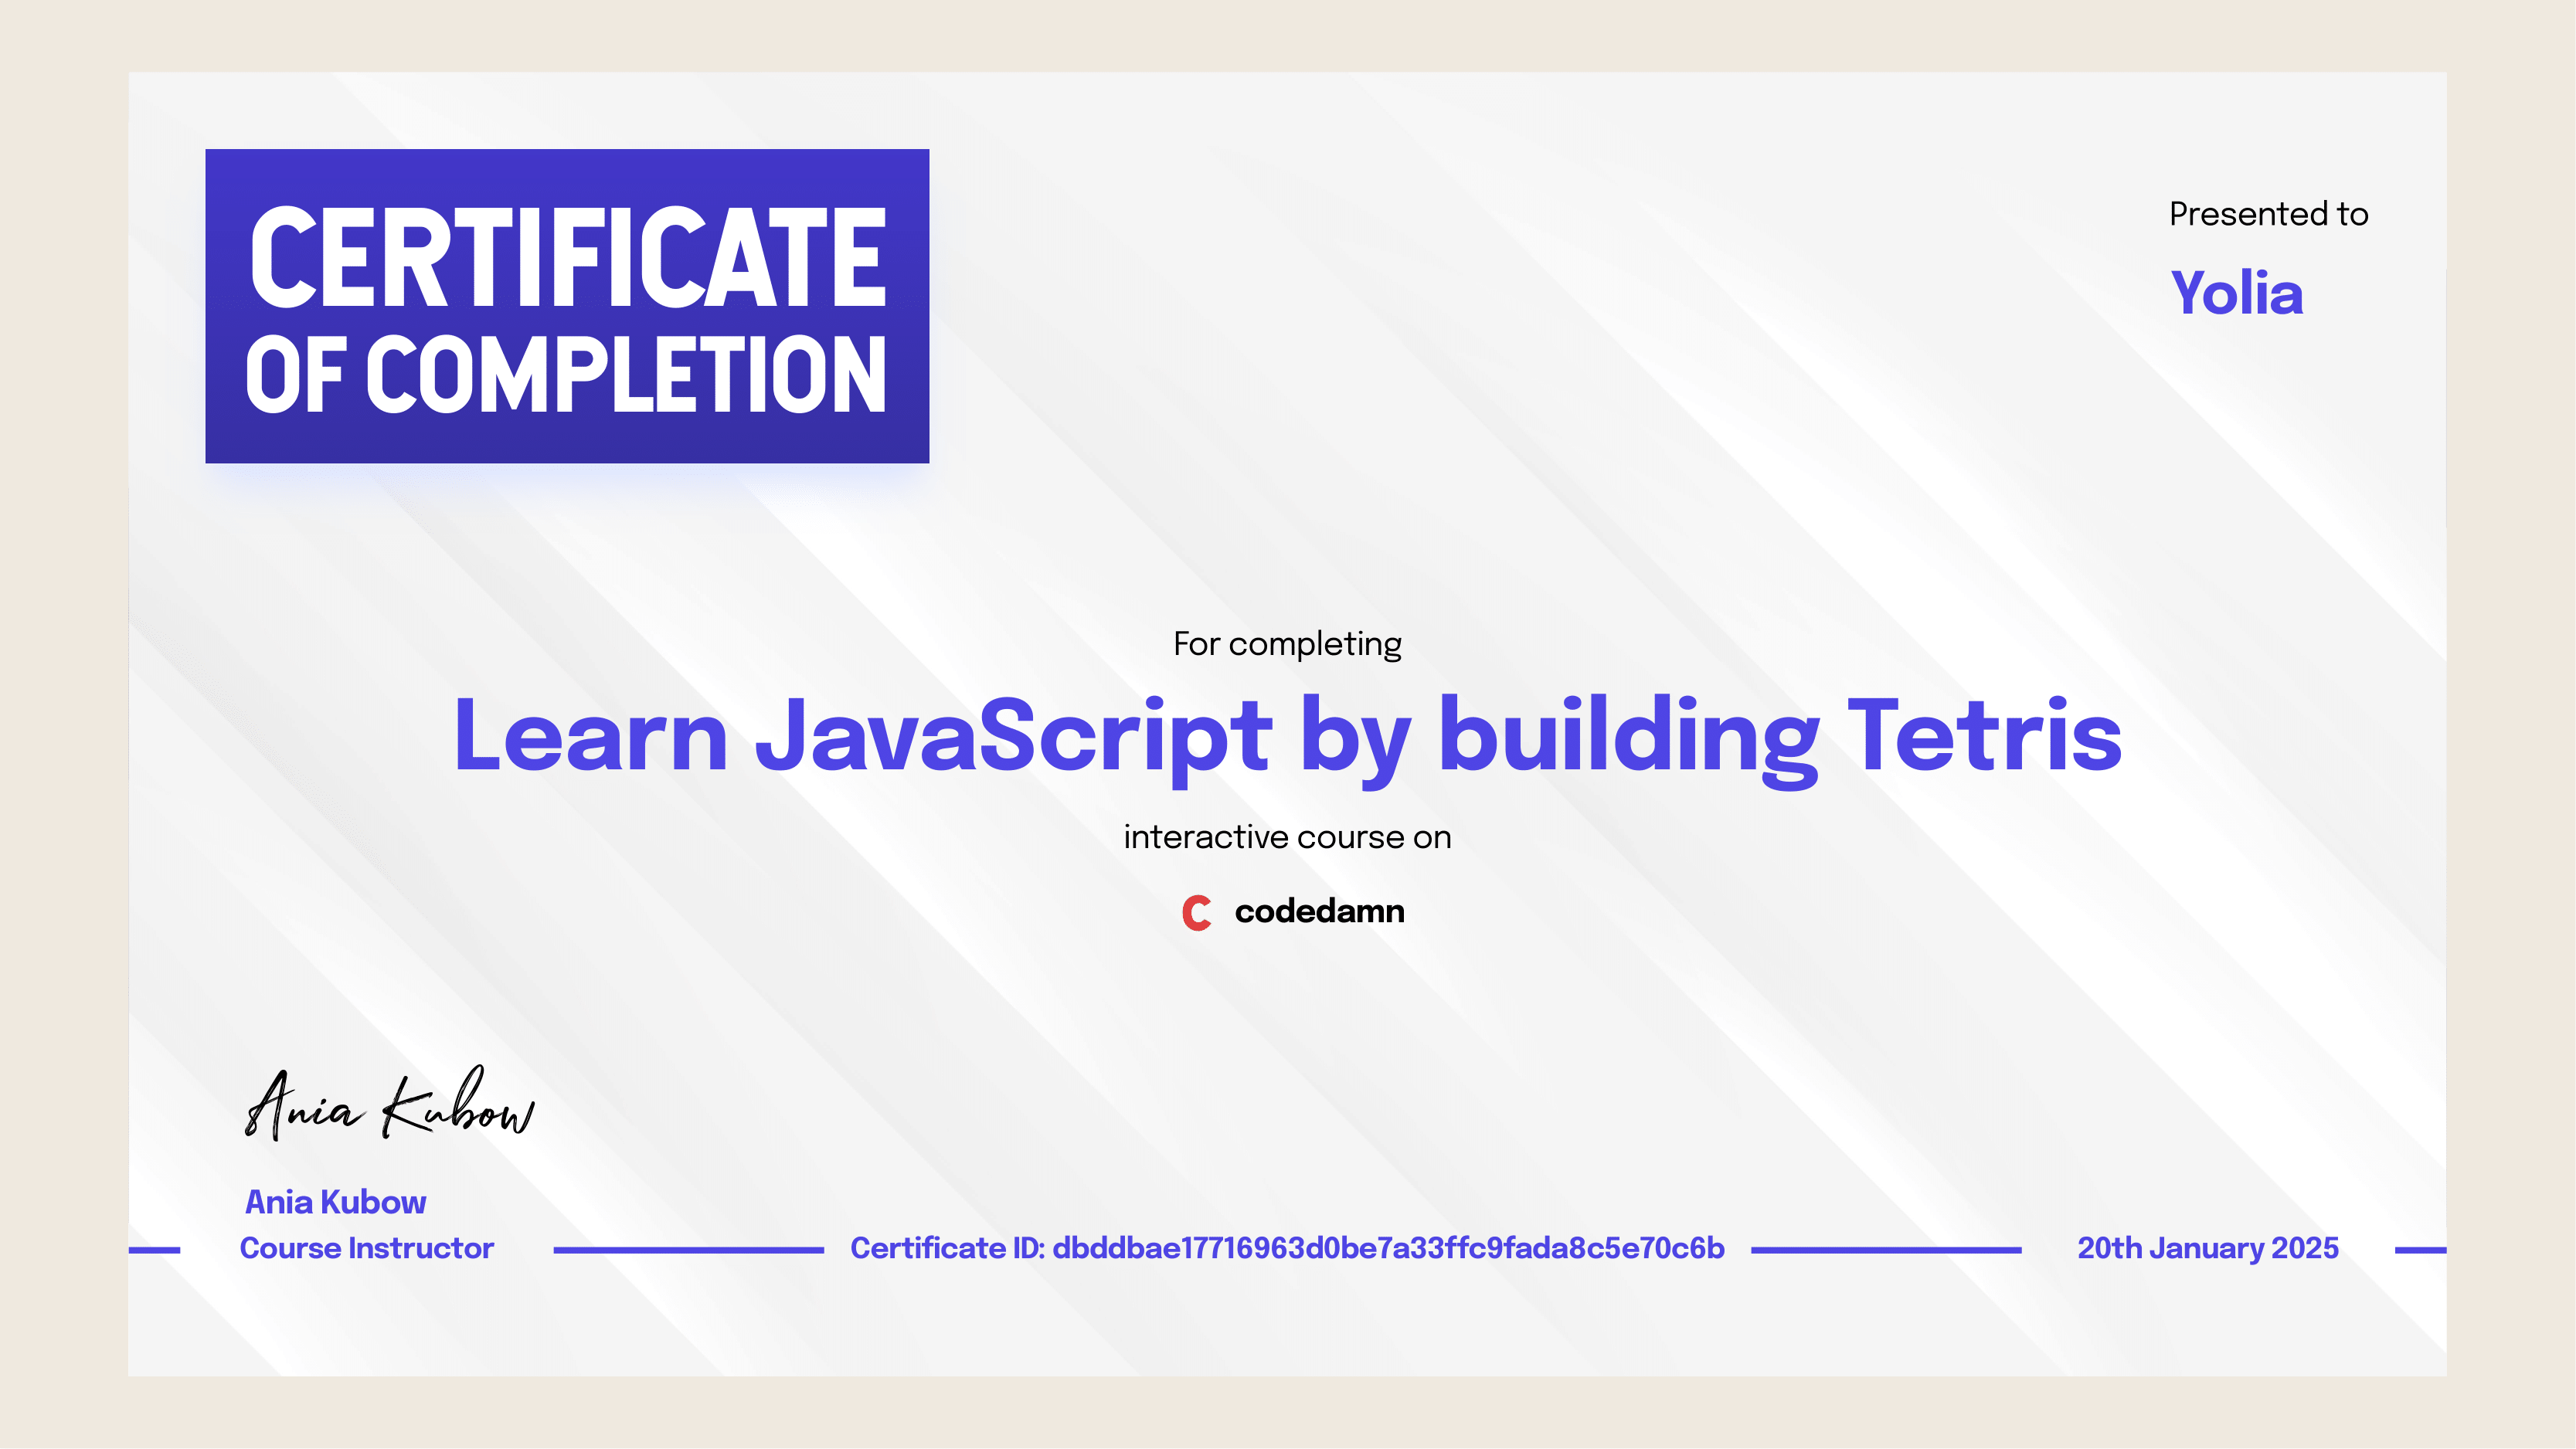 CERTIFICATE
OF COMPLETION
Presented to
Yolia
For completing
Learn JavaScript by building Tetris
interactive course on
C codedamn
Ania Kubow
Ania Kubow
Course Instructor
Certificate ID: dbddbae17716963d0be7a33ffc9fada8c5e70c6b
20th January 2025